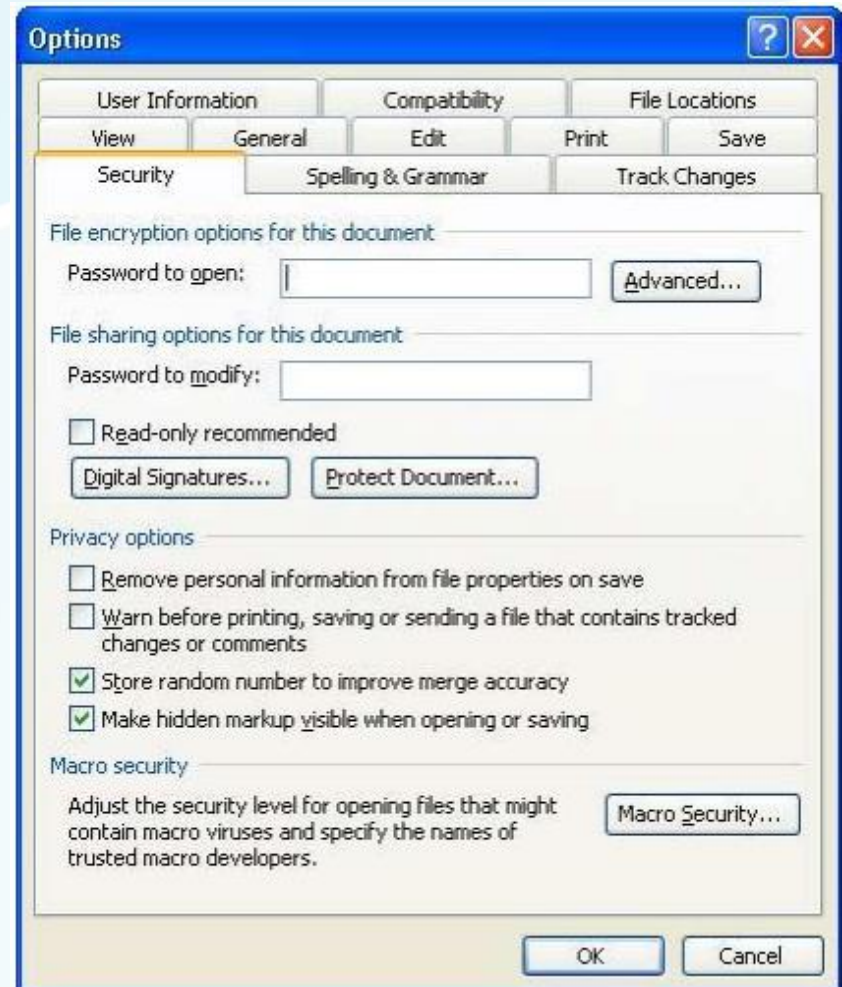 Options
User Information Compatibility File Locations
View General Edit Print Save
Security Spelling & Grammar Track Changes
File encryption options for this document
Password to open: Advanced...
File sharing options for this document
Password to modify:
Read-only recommended
Digital Signatures... Protect Document...
Privacy options
Remove personal information from file properties on save
Warn before printing, saving or sending a file that contains tracked
changes or comments
Store random number to improve merge accuracy
Make hidden markup visible when opening or saving
Macro security
Adjust the security level for opening files that might
contain macro viruses and specify the names of
trusted macro developers.
Macro Security...
OK Cancel